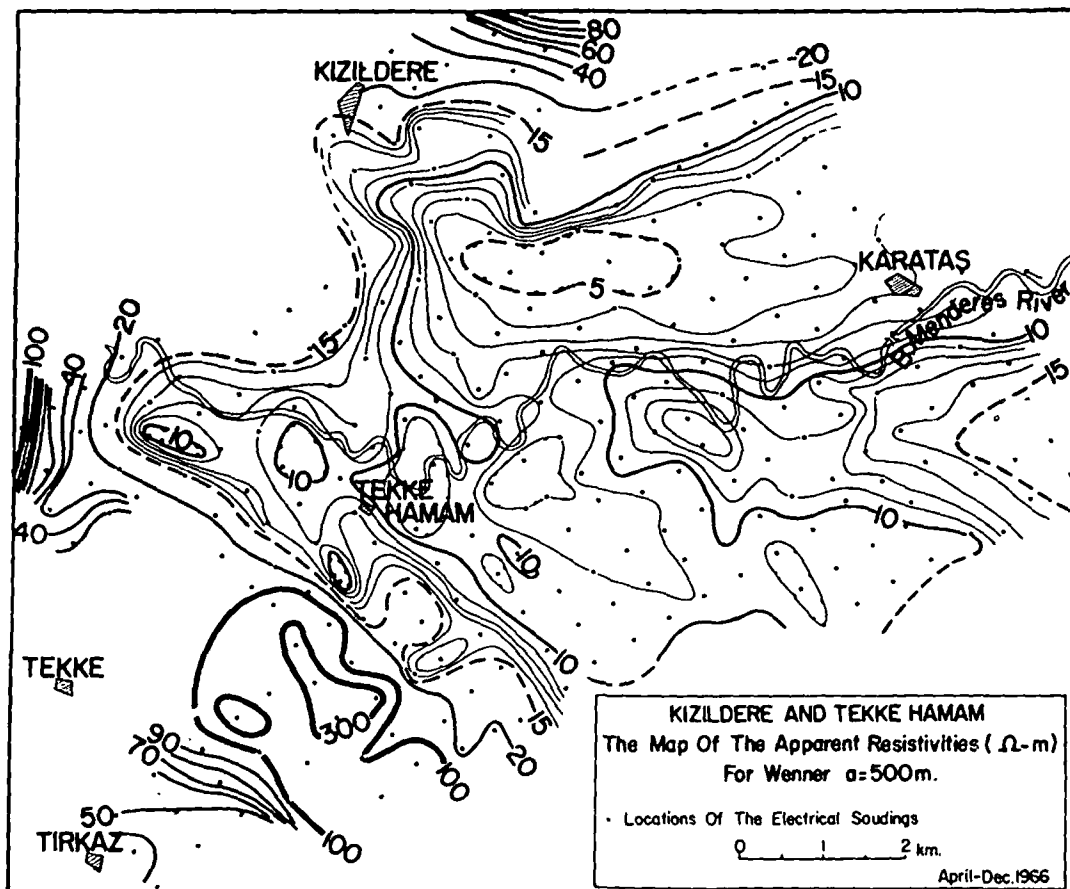 80
60
40
20
15
10
KIZILDERE
15
5
KARATAŞ
B. Menderes River
10
15
20
100
40
15
10
10
TEKKE
HAMAM
10
10
40
10
TEKKE
300
15
20
100
90
70
50
100
TIRKAZ
KIZILDERE AND TEKKE HAMAM
The Map Of The Apparent Resistivities ( Ω-m)
For Wenner a=500m.
· Locations Of The Electrical Soudings
0 1 2 km.
April-Dec.1966